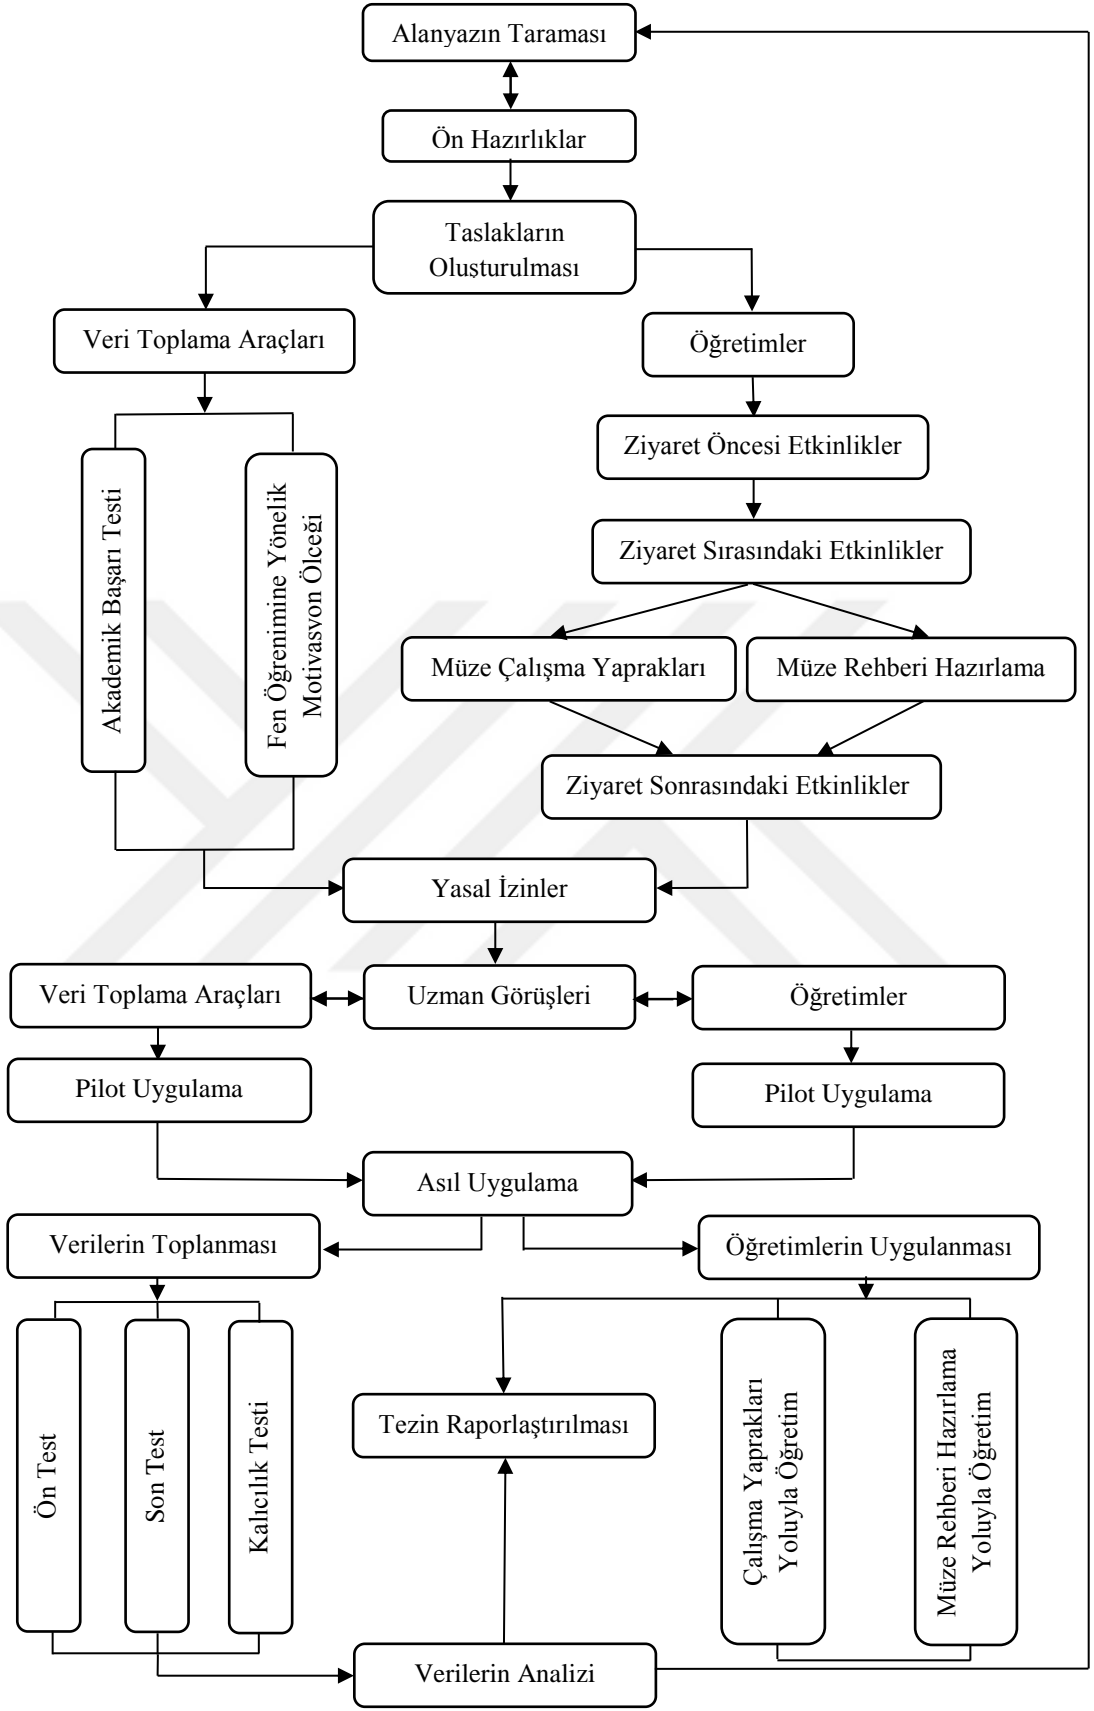 Alanyazın Taraması
Ön Hazırlıklar
Taslakların
Oluşturulması
Veri Toplama Araçları
Öğretimler
Akademik Başarı Testi
Fen Öğrenimine Yönelik
Motivasyon Ölçeği
Ziyaret Öncesi Etkinlikler
Ziyaret Sırasındaki Etkinlikler
Müze Çalışma Yaprakları
Müze Rehberi Hazırlama
Ziyaret Sonrasındaki Etkinlikler
Yasal İzinler
Veri Toplama Araçları
Uzman Görüşleri
Öğretimler
Pilot Uygulama
Pilot Uygulama
Asıl Uygulama
Verilerin Toplanması
Öğretimlerin Uygulanması
Ön Test
Son Test
Kalıcılık Testi
Tezin Raporlaştırılması
Çalışma Yaprakları
Yoluyla Öğretim
Müze Rehberi Hazırlama
Yoluyla Öğretim
Verilerin Analizi